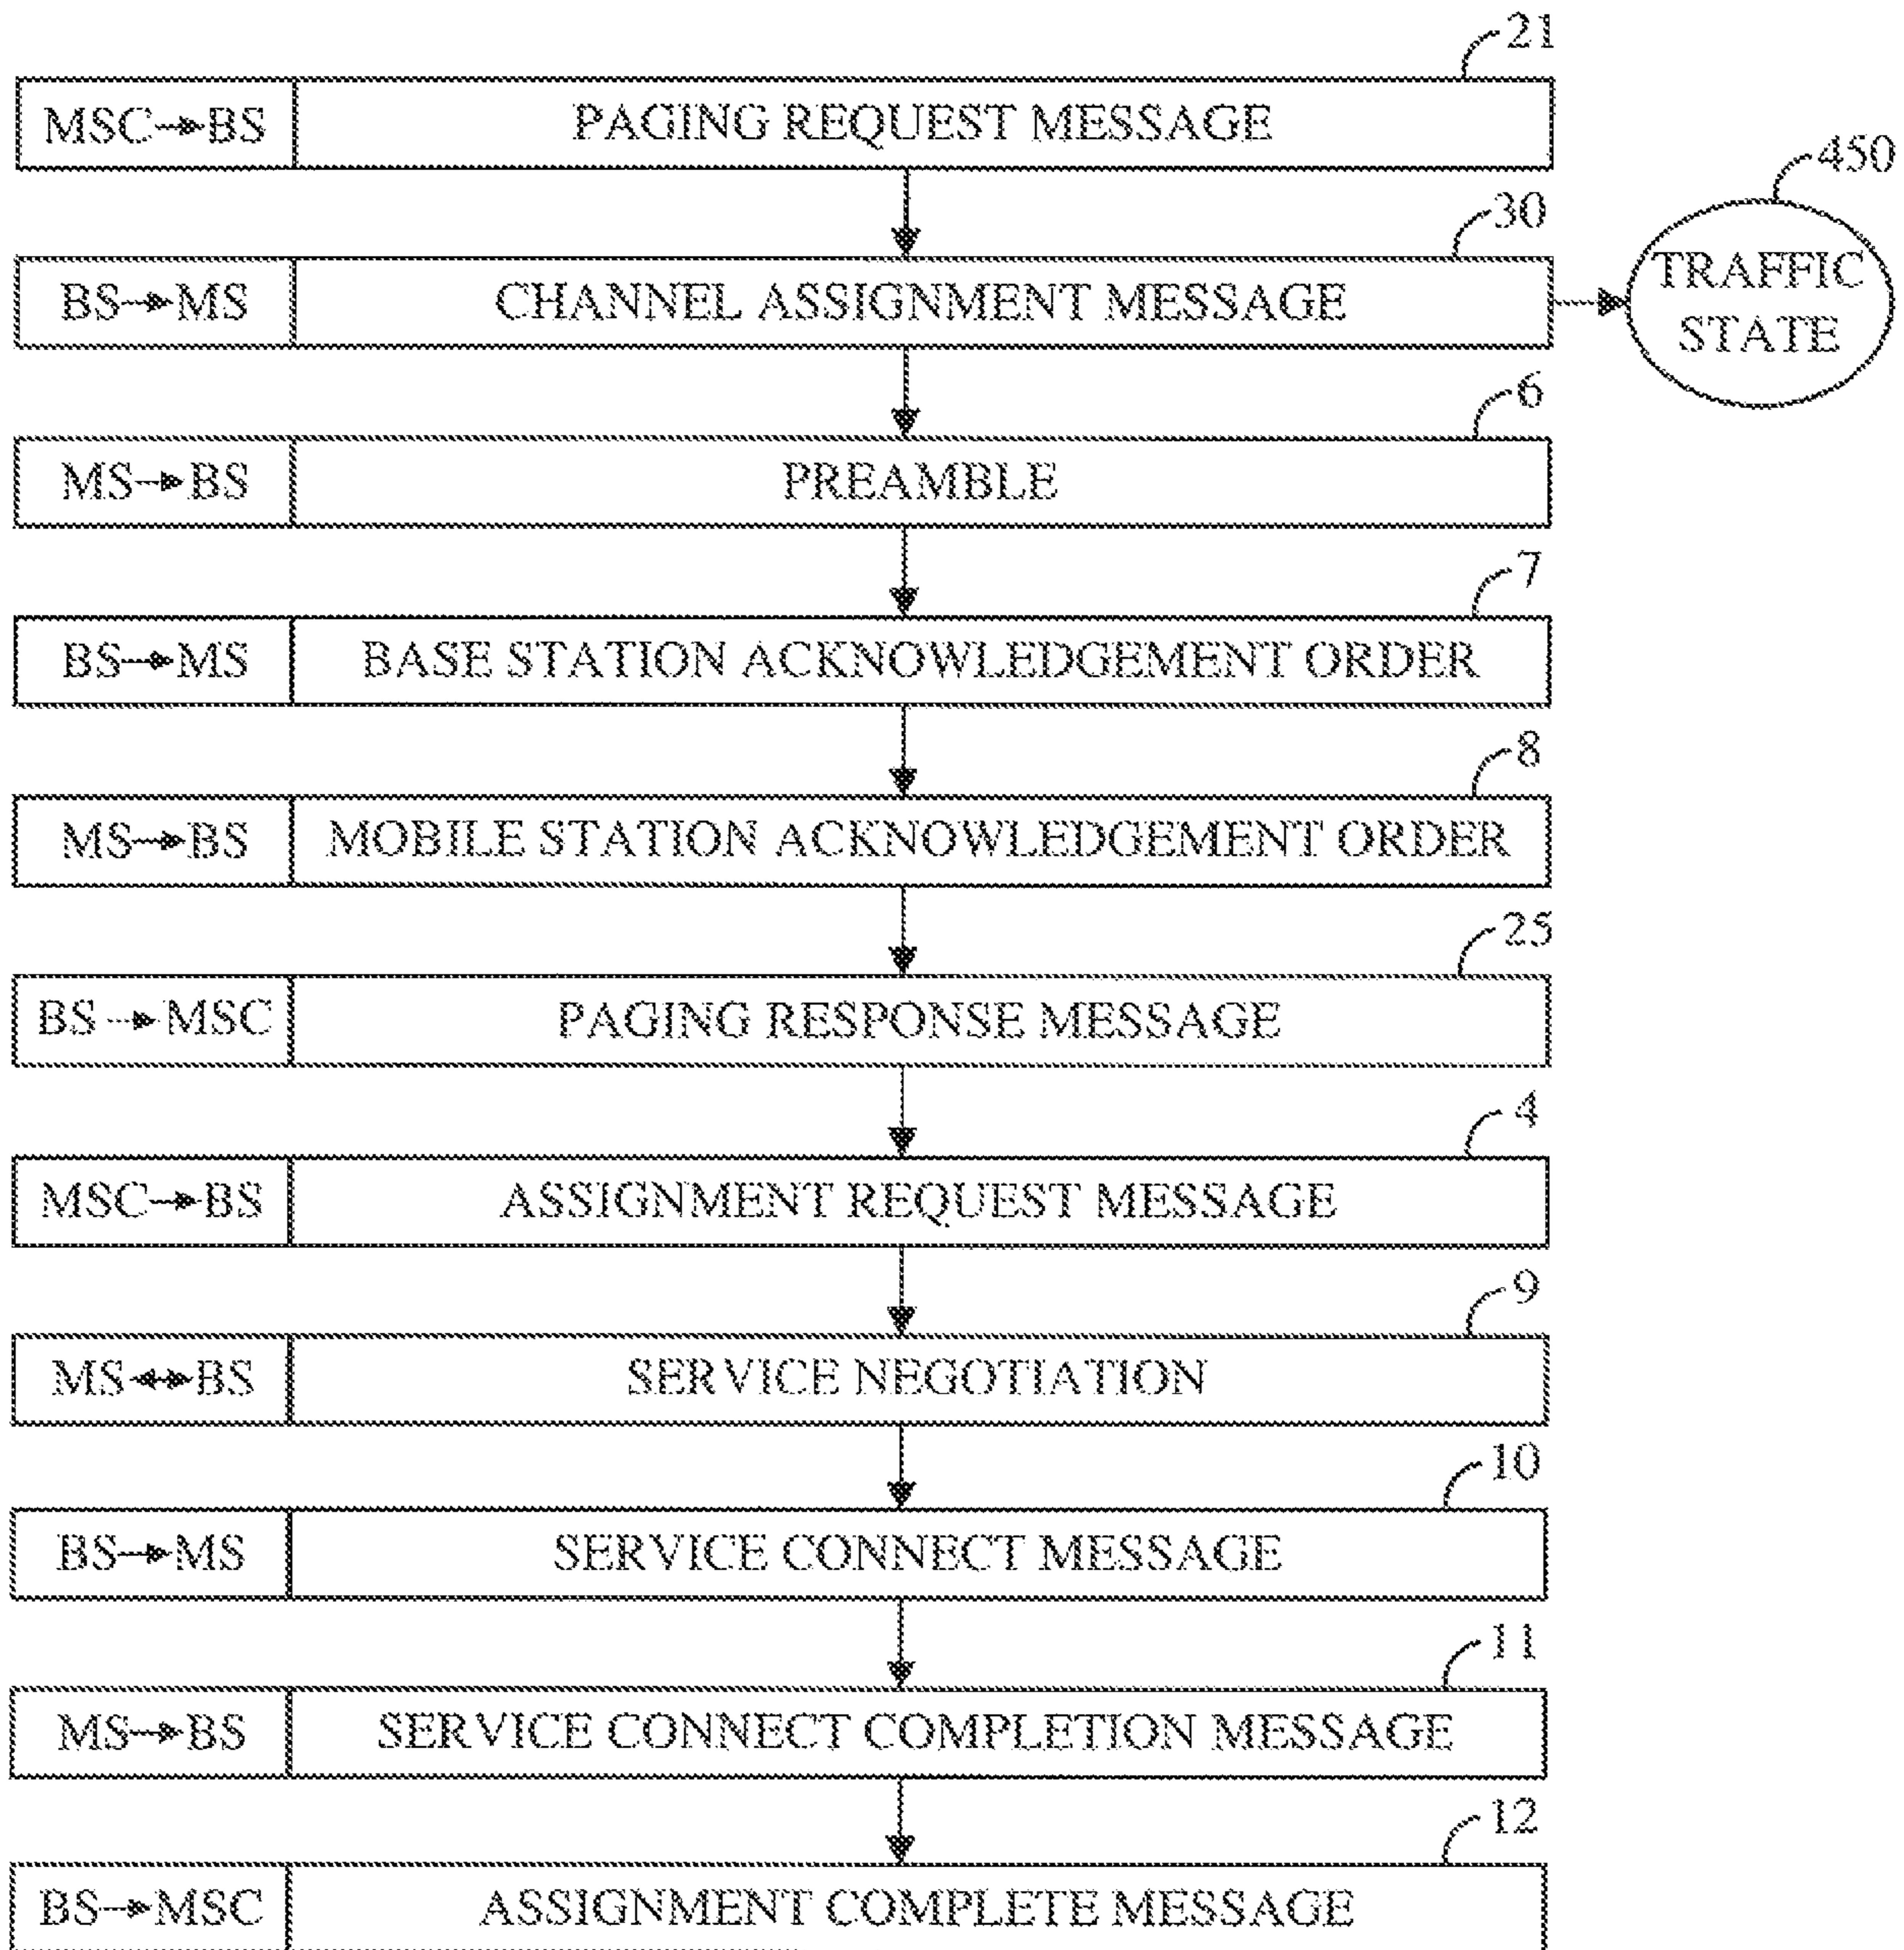 21
MSC→BS PAGING REQUEST MESSAGE
450
30
BS→MS CHANNEL ASSIGNMENT MESSAGE
TRAFFIC
STATE
6
MS→BS PREAMBLE
7
BS→MS BASE STATION ACKNOWLEDGEMENT ORDER
8
MS→BS MOBILE STATION ACKNOWLEDGEMENT ORDER
25
BS→MSC PAGING RESPONSE MESSAGE
4
MSC→BS ASSIGNMENT REQUEST MESSAGE
9
MS↔BS SERVICE NEGOTIATION
10
BS→MS SERVICE CONNECT MESSAGE
11
MS→BS SERVICE CONNECT COMPLETION MESSAGE
12
BS→MSC ASSIGNMENT COMPLETE MESSAGE